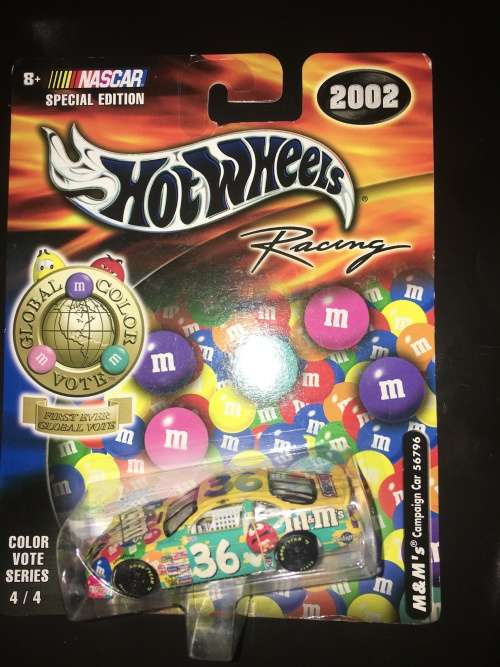 8+
NASCAR
SPECIAL EDITION
2002
HOT WHEELS
®
Racing
GLOBAL COLOR
VOTE
m
m
m
FIRST EVER
GLOBAL VOTE
m
m
m
m
COLOR
VOTE
SERIES
4/4
36
36
M&M's
M&M's® Campaign Car 56796